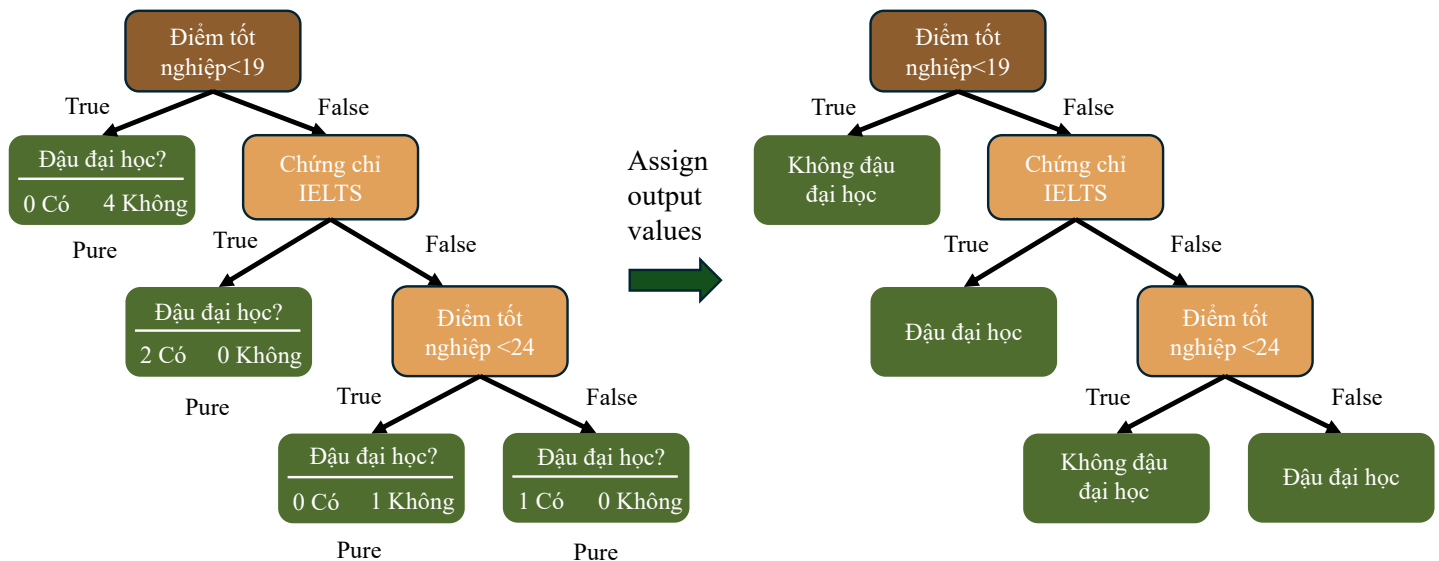 Điểm tốt
nghiệp<19
True
False
Đậu đại học?
0 Có 4 Không
Pure
Chứng chỉ
IELTS
True
False
Đậu đại học?
2 Có 0 Không
Pure
Điểm tốt
nghiệp <24
True
False
Đậu đại học?
0 Có 1 Không
Pure
Đậu đại học?
1 Có 0 Không
Pure
Assign
output
values
Điểm tốt
nghiệp<19
True
False
Không đậu
đại học
Chứng chỉ
IELTS
True
False
Đậu đại học
Điểm tốt
nghiệp <24
True
False
Không đậu
đại học
Đậu đại học